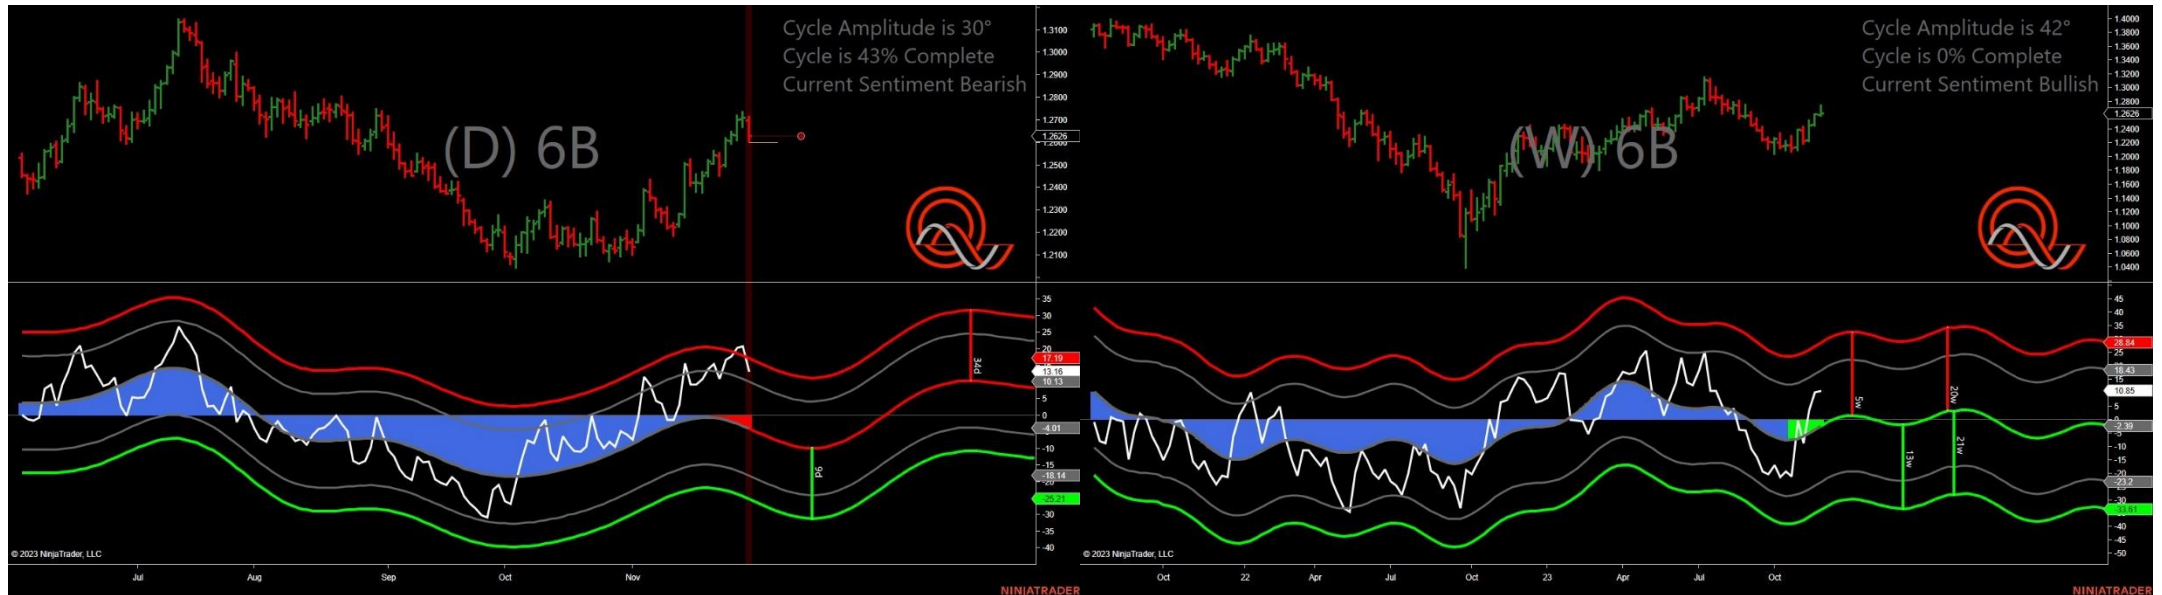 Cycle Amplitude is 30°
Cycle is 43% Complete
Current Sentiment Bearish
(D) 6B
1.3100
1.3000
1.2900
1.2800
1.2700
1.2626
1.2600
1.2500
1.2400
1.2300
1.2200
1.2100
35
30
25
20
17.19
13.16
10.13
5
0
-4.01
-5
-10
-15
-18.14
-20
-25.21
-30
-35
-40
34d
9d
© 2023 NinjaTrader, LLC
Jul
Aug
Sep
Oct
Nov
NINJATRADER
Cycle Amplitude is 42°
Cycle is 0% Complete
Current Sentiment Bullish
(W) 6B
1.4000
1.3800
1.3600
1.3400
1.3200
1.3000
1.2800
1.2626
1.2400
1.2200
1.2000
1.1800
1.1600
1.1400
1.1200
1.1000
1.0800
1.0600
1.0400
45
40
35
28.84
25
18.43
15
10.85
5
0
-2.39
-5
-10
-15
-23.2
-30
-33.61
-40
-45
-50
5w
20w
13w
21w
© 2023 NinjaTrader, LLC
Oct
22
Apr
Jul
Oct
23
Apr
Jul
Oct
NINJATRADER